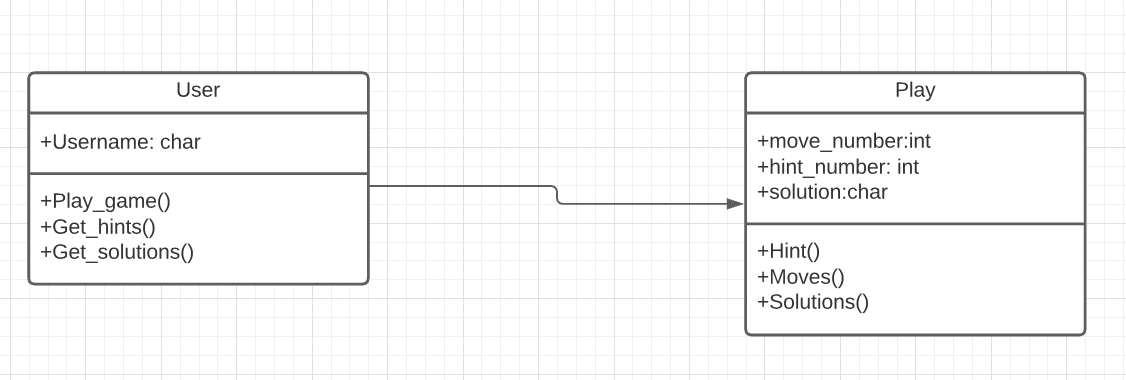 User
+Username: char
+Play_game()
+Get_hints()
+Get_solutions()
Play
+move_number:int
+hint_number: int
+solution:char
+Hint()
+Moves()
+Solutions()